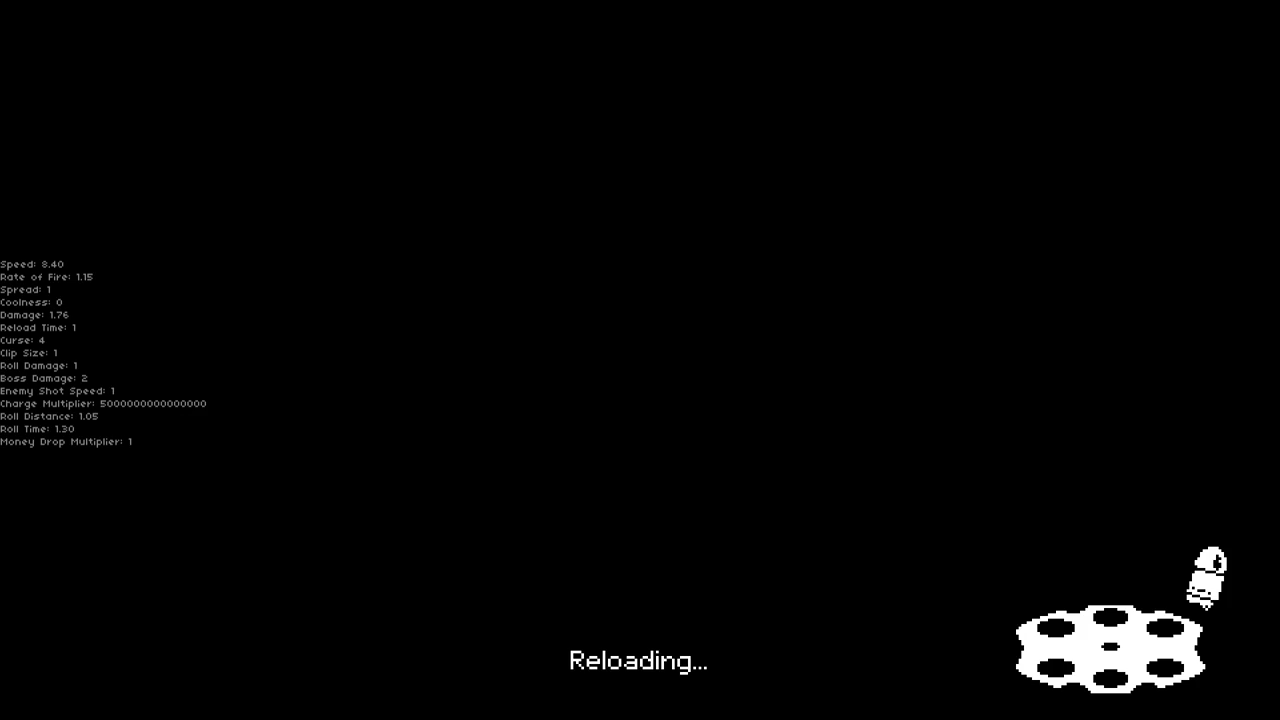 Speed: 8.40
Rate of Fire: 1.15
Spread: 1
Coolness: 0
Damage: 1.76
Reload Time: 1
Curse: 4
Clip Size: 1
Roll Damage: 1
Boss Damage: 2
Enemy Shot Speed: 1
Charge Multiplier: 5000000000000000
Roll Distance: 1.05
Roll Time: 1.30
Money Drop Multiplier: 1
Reloading...